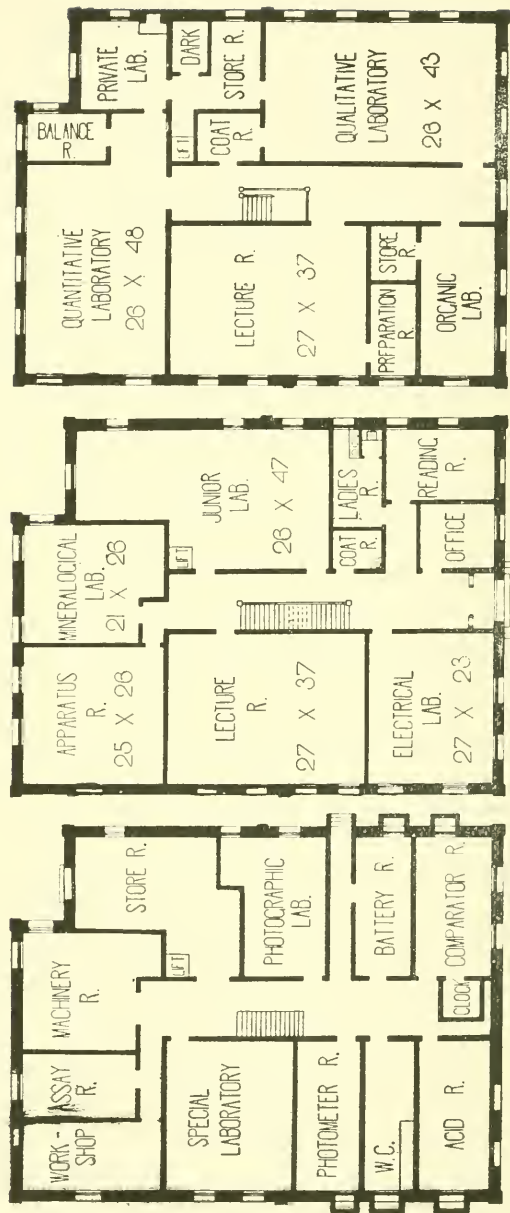 PRIVATE
LAB.
DARK
STORE R.
BALANCE
R.
LIFT
COAT
R.
QUANTITATIVE
LABORATORY
26 X 48
QUALITATIVE
LABORATORY
26 X 43
LECTURE R.
27 X 37
STORE
R.
PREPARATION
R.
ORGANIC
LAB.
MINERALOGICAL
LAB.
21 X 26
JUNIOR
LAB.
26 X 47
LIFT
APPARATUS
R.
25 X 26
LADIES
R.
COAT
R.
READING
R.
OFFICE
LECTURE
R.
27 X 37
ELECTRICAL
LAB.
27 X 23
STORE R.
MACHINERY
R.
LIFT
PHOTOGRAPHIC
LAB.
BATTERY R.
COMPARATOR R.
CLOCK
ASSAY
R.
WORK-
SHOP
SPECIAL
LABORATORY
PHOTOMETER R.
W.C.
ACID R.